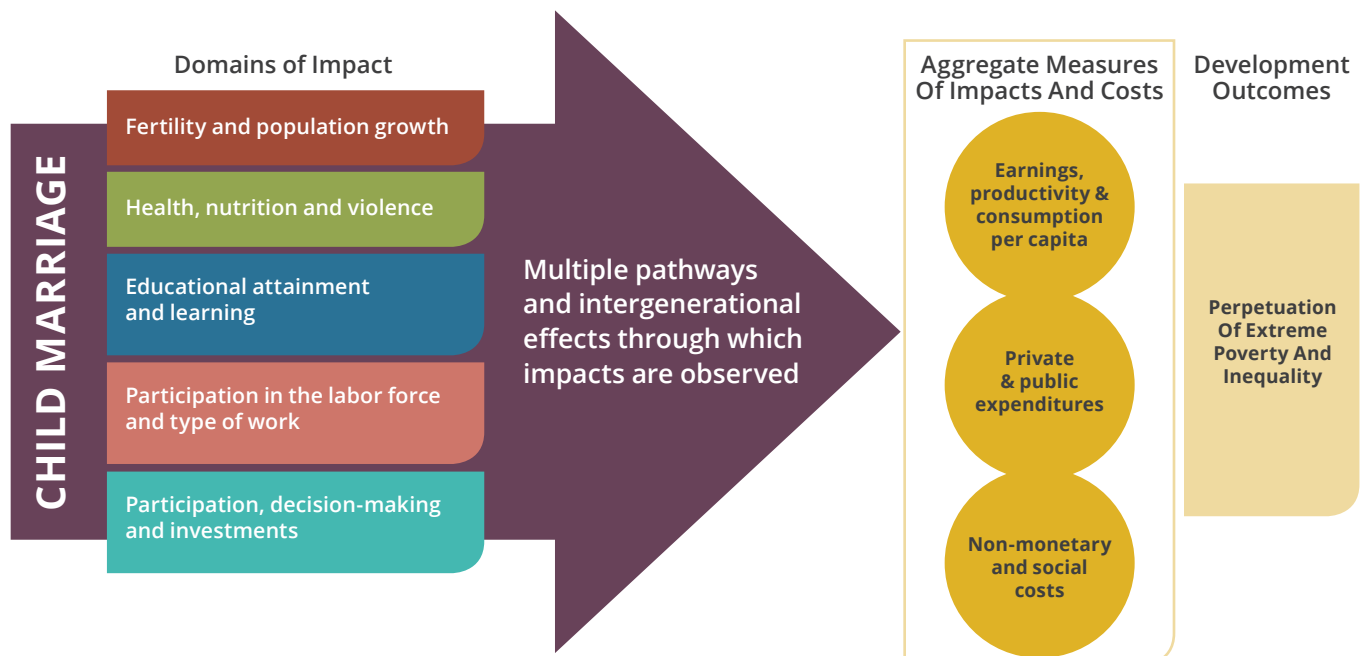 CHILD MARRIAGE
Domains of Impact
Fertility and population growth
Health, nutrition and violence
Educational attainment
and learning
Participation in the labor force
and type of work
Participation, decision-making
and investments
Multiple pathways
and intergenerational
effects through which
impacts are observed
Aggregate Measures
Of Impacts And Costs
Earnings,
productivity &
consumption
per capita
Private
& public
expenditures
Non-monetary
and social
costs
Development
Outcomes
Perpetuation
Of Extreme
Poverty And
Inequality